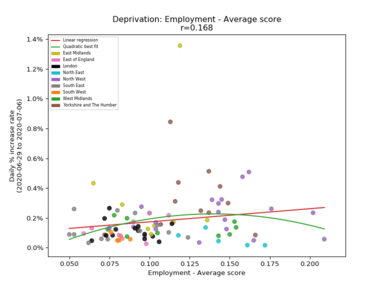 Deprivation: Employment - Average score
r=0.168
1.4%
1.2%
1.0%
0.8%
0.6%
0.4%
0.2%
0.0%
Daily % increase rate
(2020-06-29 to 2020-07-06)
Linear regression
Quadratic best fit
East Midlands
East of England
London
North East
North West
South East
South West
West Midlands
Yorkshire and The Humber
0.050 0.075 0.100 0.125 0.150 0.175 0.200
Employment - Average score